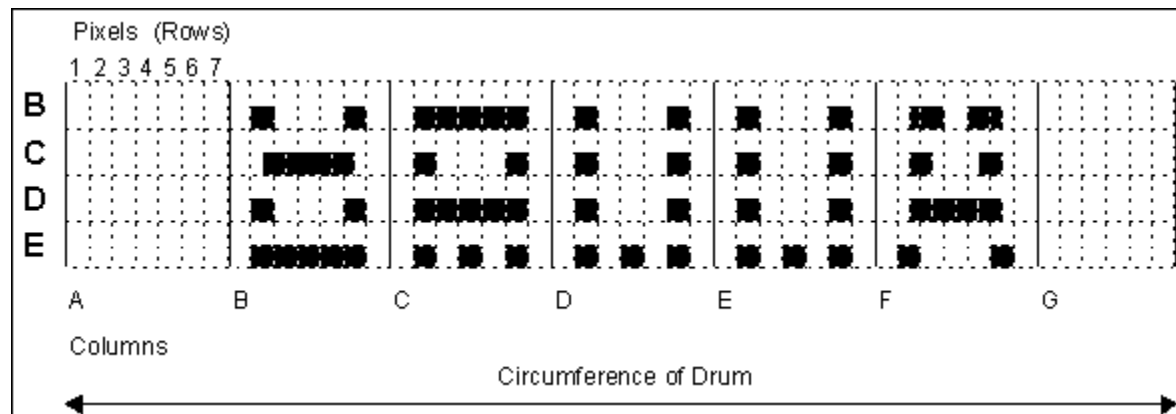 Pixels (Rows)
1 2 3 4 5 6 7
B
C
D
E
A B C D E F G
Columns
Circumference of Drum